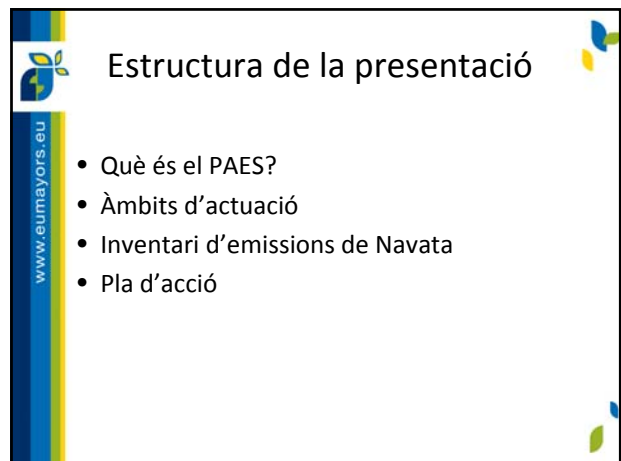 Estructura de la presentació
www.eumayors.eu
• Què és el PAES?
• Àmbits d’actuació
• Inventari d’emissions de Navata
• Pla d’acció